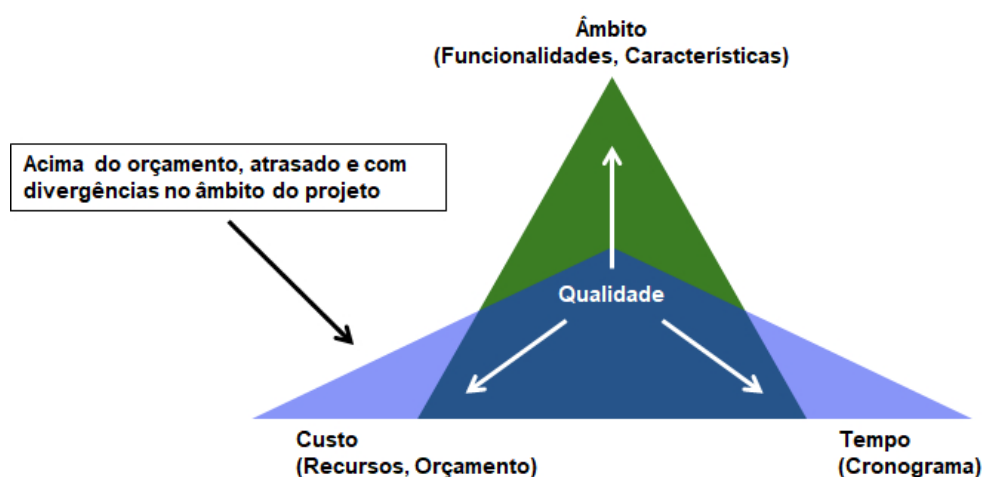 Âmbito
(Funcionalidades, Características)
Acima do orçamento, atrasado e com
divergências no âmbito do projeto
Qualidade
Custo
(Recursos, Orçamento)
Tempo
(Cronograma)